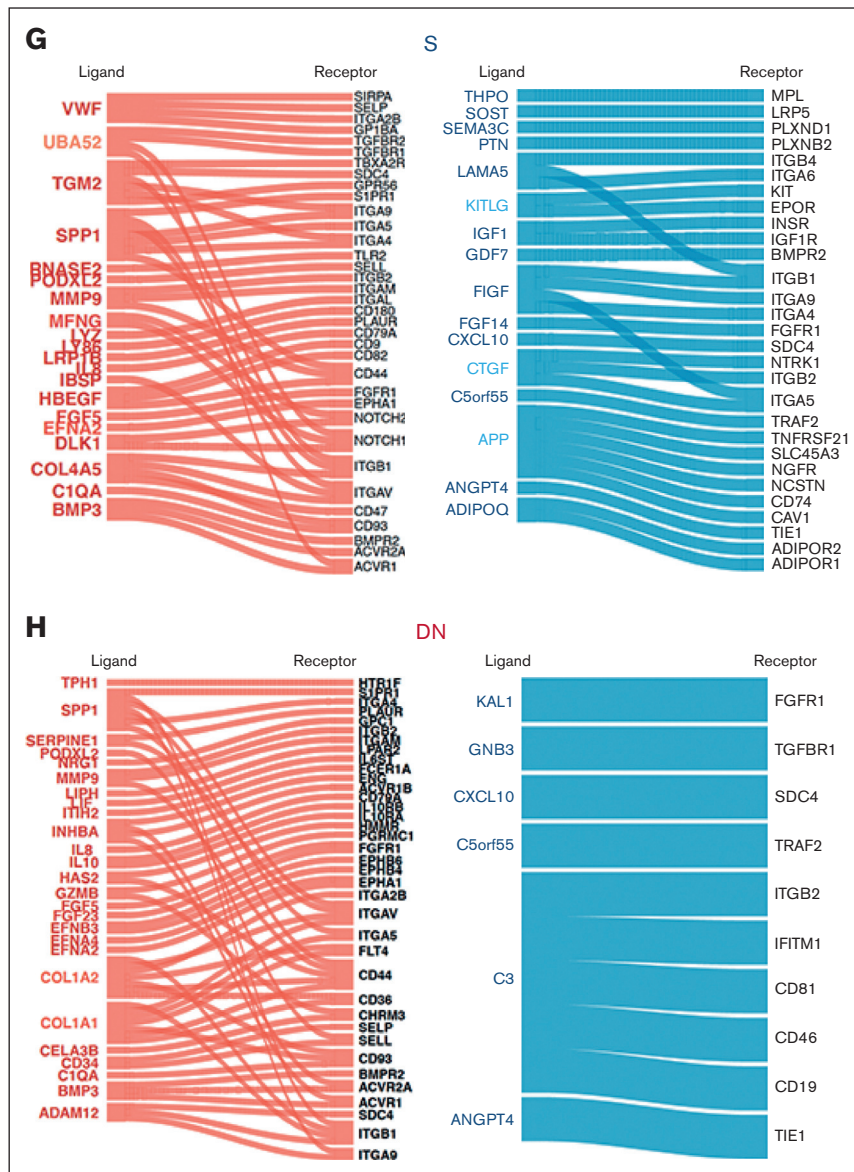 G
S
Ligand
Receptor
VWF
UBA52
TGM2
SPP1
RNASE2
PODXL2
MMP9
MFNG
LYZ
LY86
LRP1B
IL8
IBSP
HBEGF
FGF5
EFNA2
DLK1
COL4A5
C1QA
BMP3
SIRPA
SELP
ITGA2B
GP1BA
TGFBR2
TGFBR1
TBXA2R
SDC4
GPR56
S1PR1
ITGA9
ITGA5
ITGA4
TLR2
SELL
ITGB2
ITGAM
ITGAL
CD180
PLAUR
CD79A
CD9
CD82
CD44
FGFR1
EPHA1
NOTCH2
NOTCH1
ITGB1
ITGAV
CD47
CD93
BMPR2
ACVR2A
ACVR1
Ligand
Receptor
THPO
SOST
SEMA3C
PTN
LAMA5
KITLG
IGF1
GDF7
FIGF
FGF14
CXCL10
CTGF
C5orf55
APP
ANGPT4
ADIPOQ
MPL
LRP5
PLXND1
PLXNB2
ITGB4
ITGA6
KIT
EPOR
INSR
IGF1R
BMPR2
ITGB1
ITGA9
ITGA4
FGFR1
SDC4
NTRK1
ITGB2
ITGA5
TRAF2
TNFRSF21
SLC45A3
NGFR
NCSTN
CD74
CAV1
TIE1
ADIPOR2
ADIPOR1
H
DN
Ligand
Receptor
TPH1
SPP1
SERPINE1
PODXL2
NRG1
MMP9
LIPH
LIF
ITIH2
INHBA
IL8
IL10
HAS2
GZMB
FGF5
FGF23
EFNB3
EFNA4
EFNA2
COL1A2
COL1A1
CELA3B
CD34
C1QA
BMP3
ADAM12
HTR1F
S1PR1
ITGA4
PLAUR
GPC1
ITGB2
ITGAM
LPAR2
IL6ST
FCER1A
ENG
ACVR1B
CD79A
IL10RB
IL10RA
HMMR
PGRMC1
FGFR1
EPHB6
EPHB4
EPHA1
ITGA2B
ITGAV
ITGA5
FLT4
CD44
CD36
CHRM3
SELP
SELL
CD93
BMPR2
ACVR2A
ACVR1
SDC4
ITGB1
ITGA9
Ligand
Receptor
KAL1
GNB3
CXCL10
C5orf55
C3
ANGPT4
FGFR1
TGFBR1
SDC4
TRAF2
ITGB2
IFITM1
CD81
CD46
CD19
TIE1